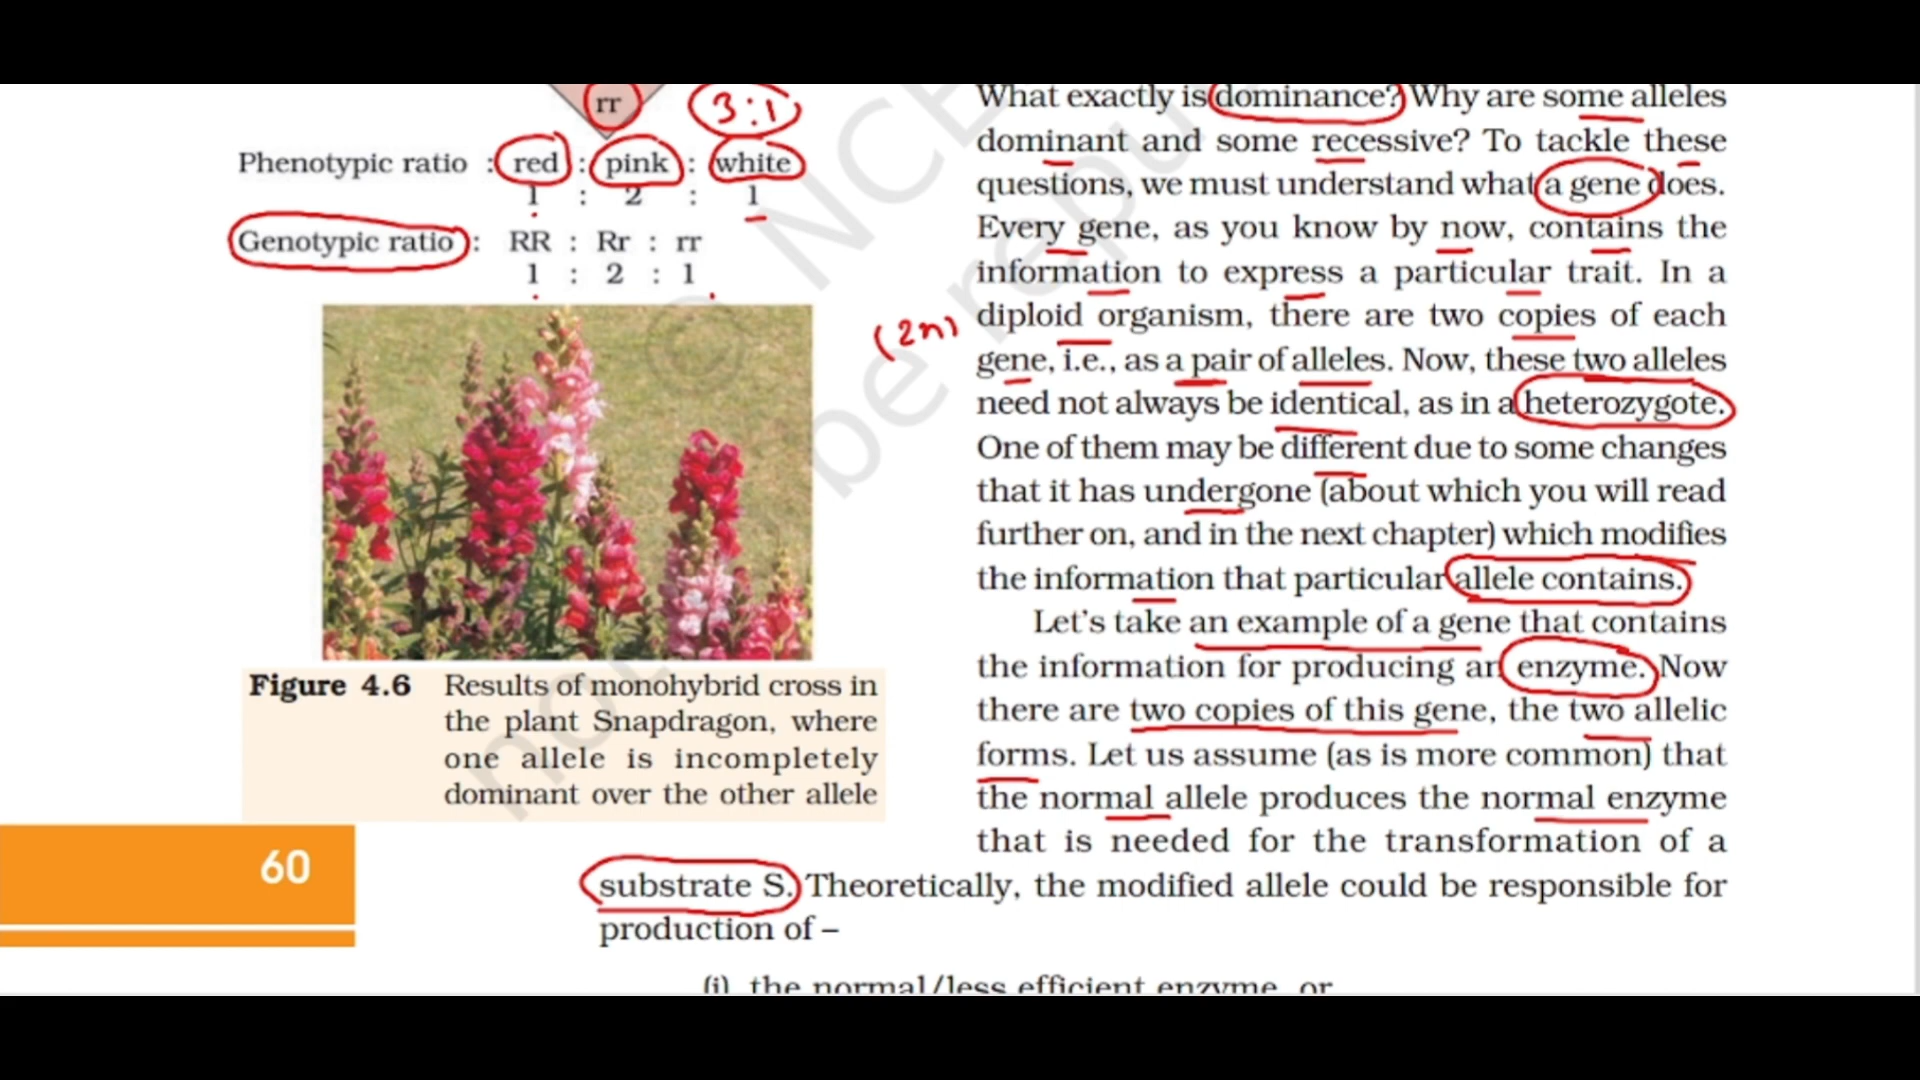 rr
3:1
Phenotypic ratio : red : pink : white
1 : 2 : 1
Genotypic ratio : RR : Rr : rr
1 : 2 : 1
Figure 4.6 Results of monohybrid cross in
the plant Snapdragon, where
one allele is incompletely
dominant over the other allele
60
What exactly is dominance? Why are some alleles
dominant and some recessive? To tackle these
questions, we must understand what a gene does.
Every gene, as you know by now, contains the
information to express a particular trait. In a
(2n)
diploid organism, there are two copies of each
gene, i.e., as a pair of alleles. Now, these two alleles
need not always be identical, as in a heterozygote.
One of them may be different due to some changes
that it has undergone (about which you will read
further on, and in the next chapter) which modifies
the information that particular allele contains.
Let's take an example of a gene that contains
the information for producing an enzyme. Now
there are two copies of this gene, the two allelic
forms. Let us assume (as is more common) that
the normal allele produces the normal enzyme
that is needed for the transformation of a
substrate S. Theoretically, the modified allele could be responsible for
production of –
(i) the normal/less efficient enzyme, or
© NCE
not be repu